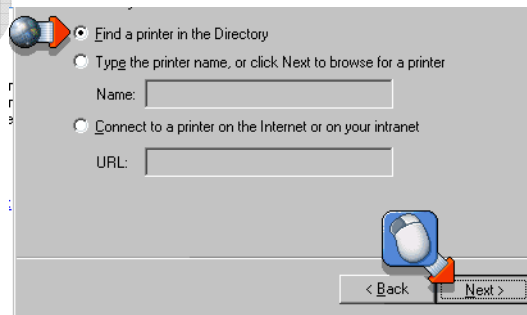 Find a printer in the Directory
Type the printer name, or click Next to browse for a printer
Name:
Connect to a printer on the Internet or on your intranet
URL:
< Back
Next >